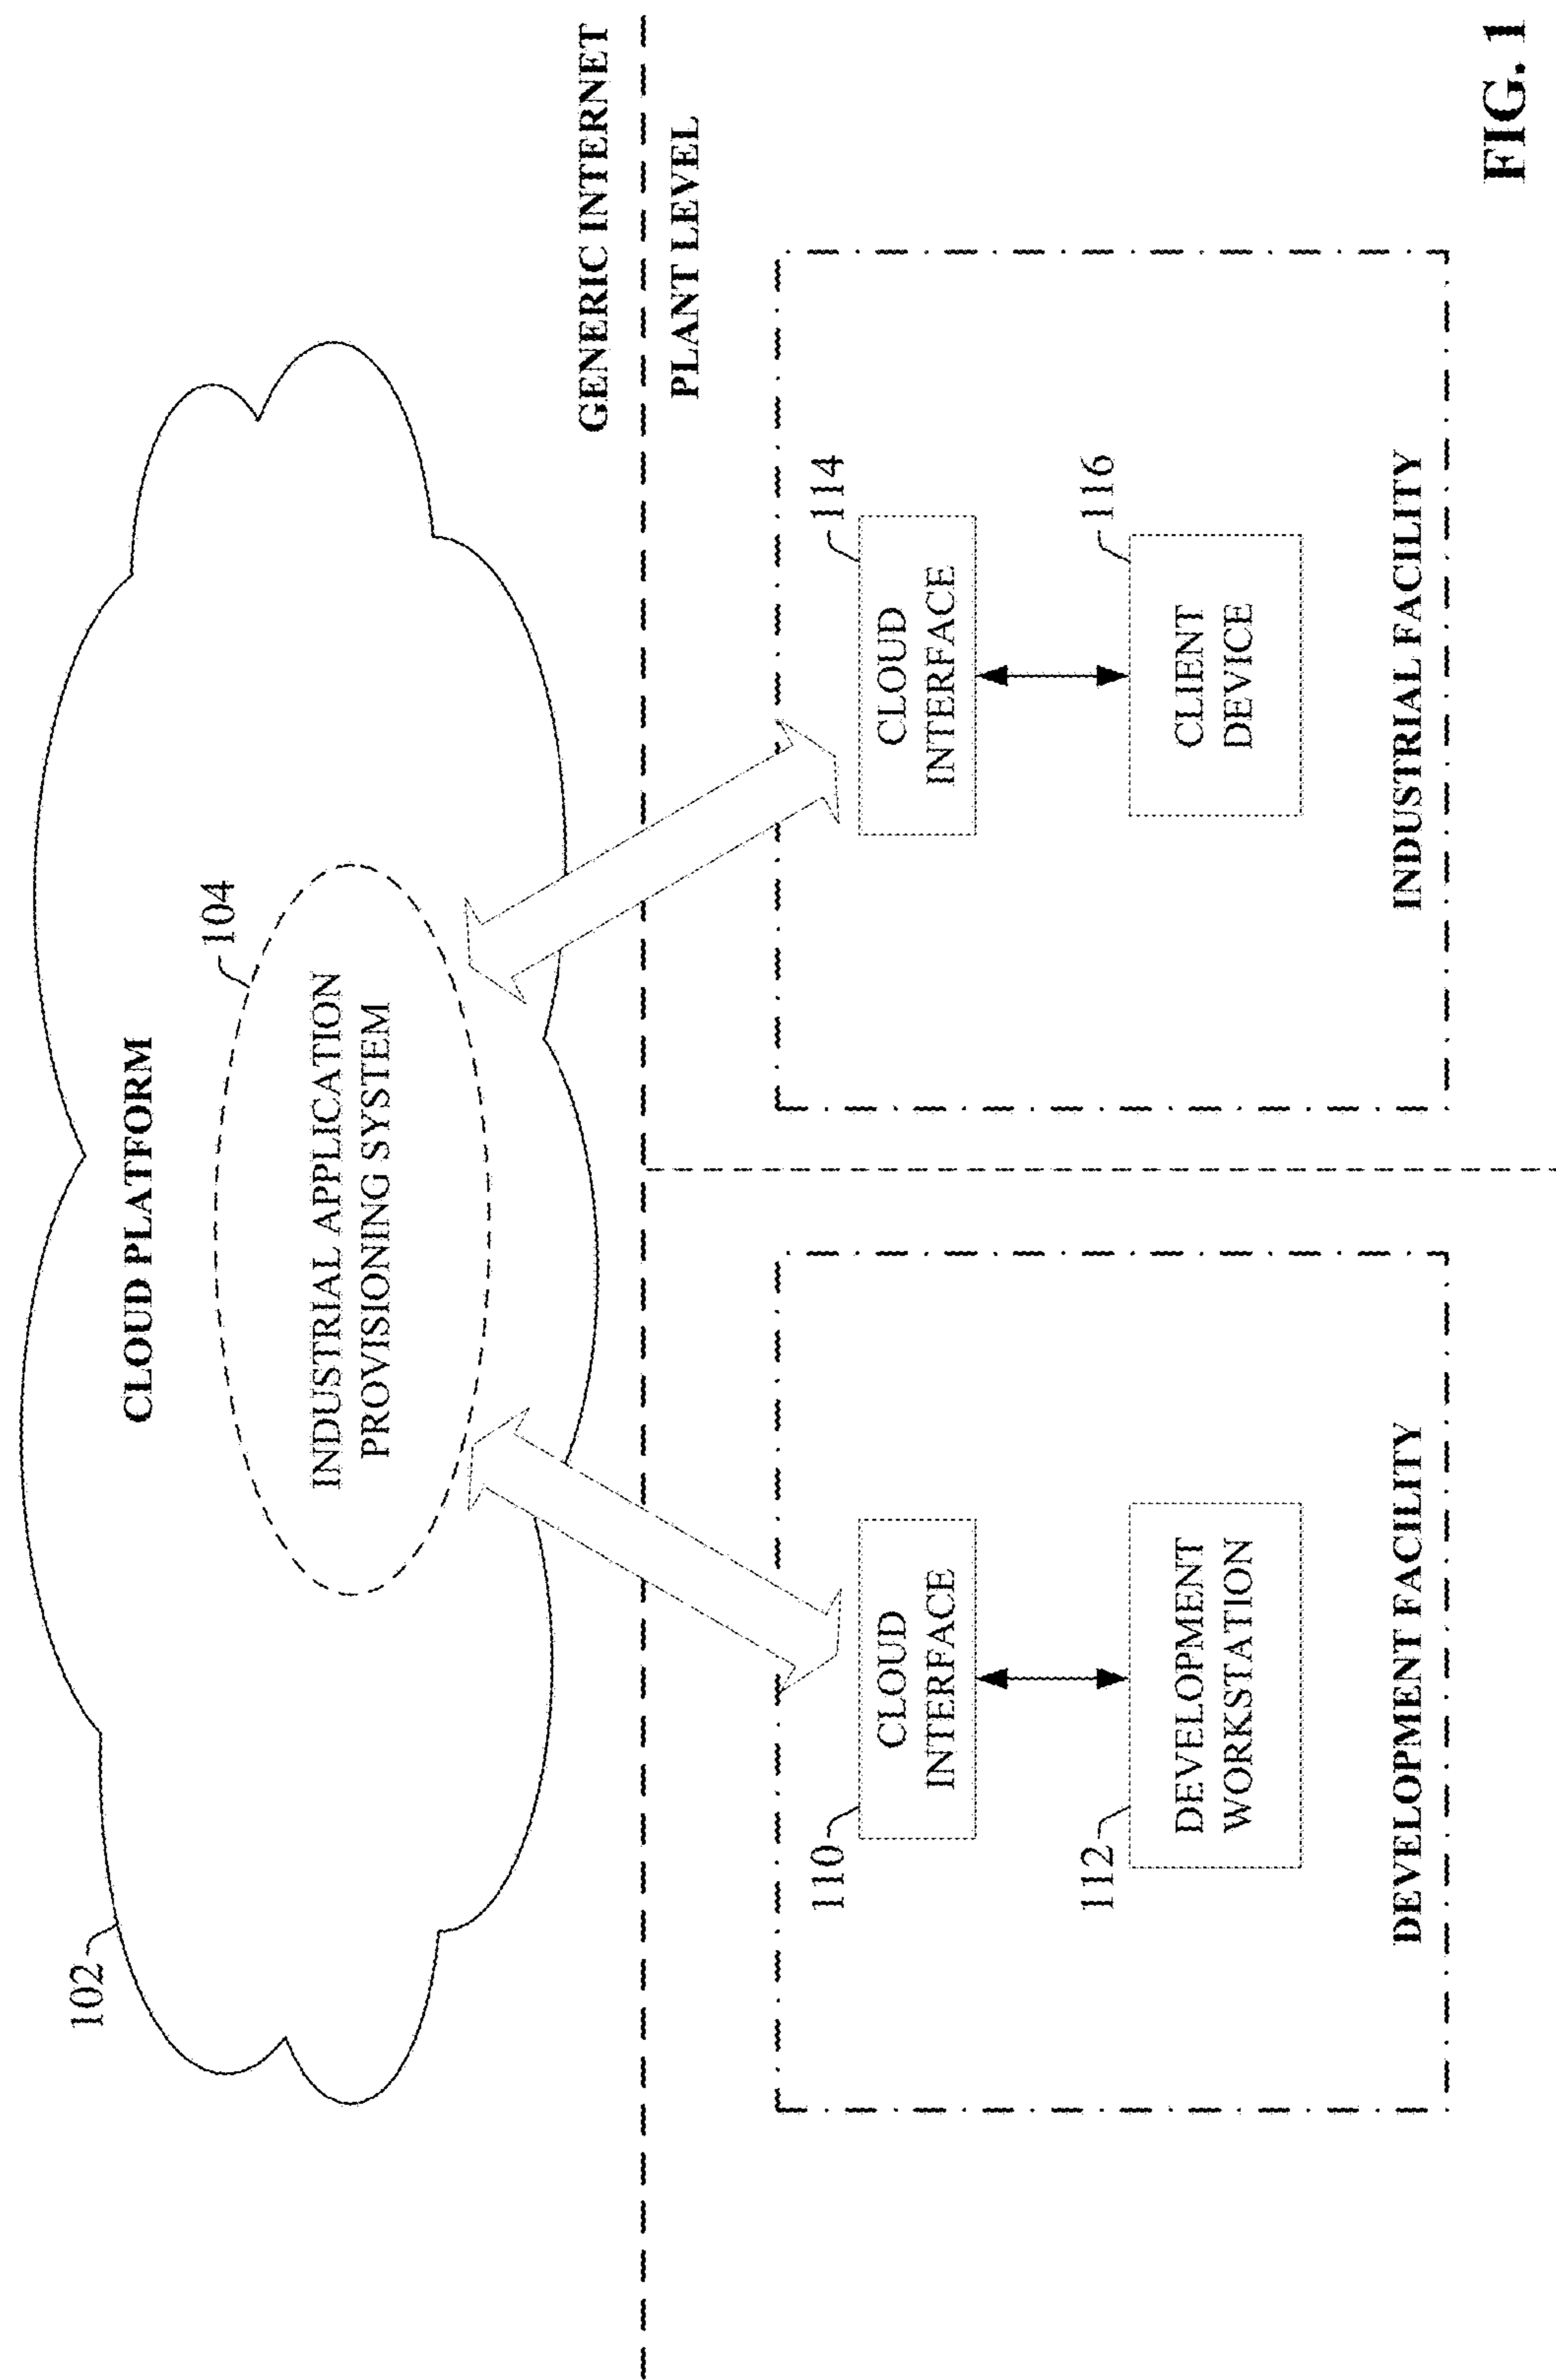 102
CLOUD PLATFORM
104
INDUSTRIAL APPLICATION
PROVISIONING SYSTEM
GENERIC INTERNET
PLANT LEVEL
110
CLOUD
INTERFACE
112
DEVELOPMENT
WORKSTATION
DEVELOPMENT FACILITY
114
CLOUD
INTERFACE
116
CLIENT
DEVICE
INDUSTRIAL FACILITY
FIG. 1